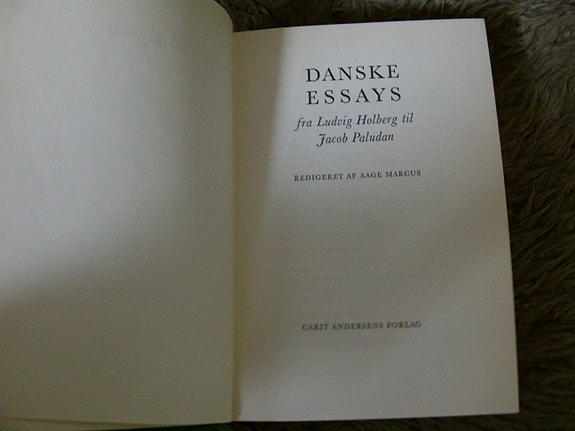 DANSKE
ESSAYS
fra Ludvig Holberg til
Jacob Paludan
REDIGERET AF AAGE MARCUS
CARIT ANDERSENS FORLAG